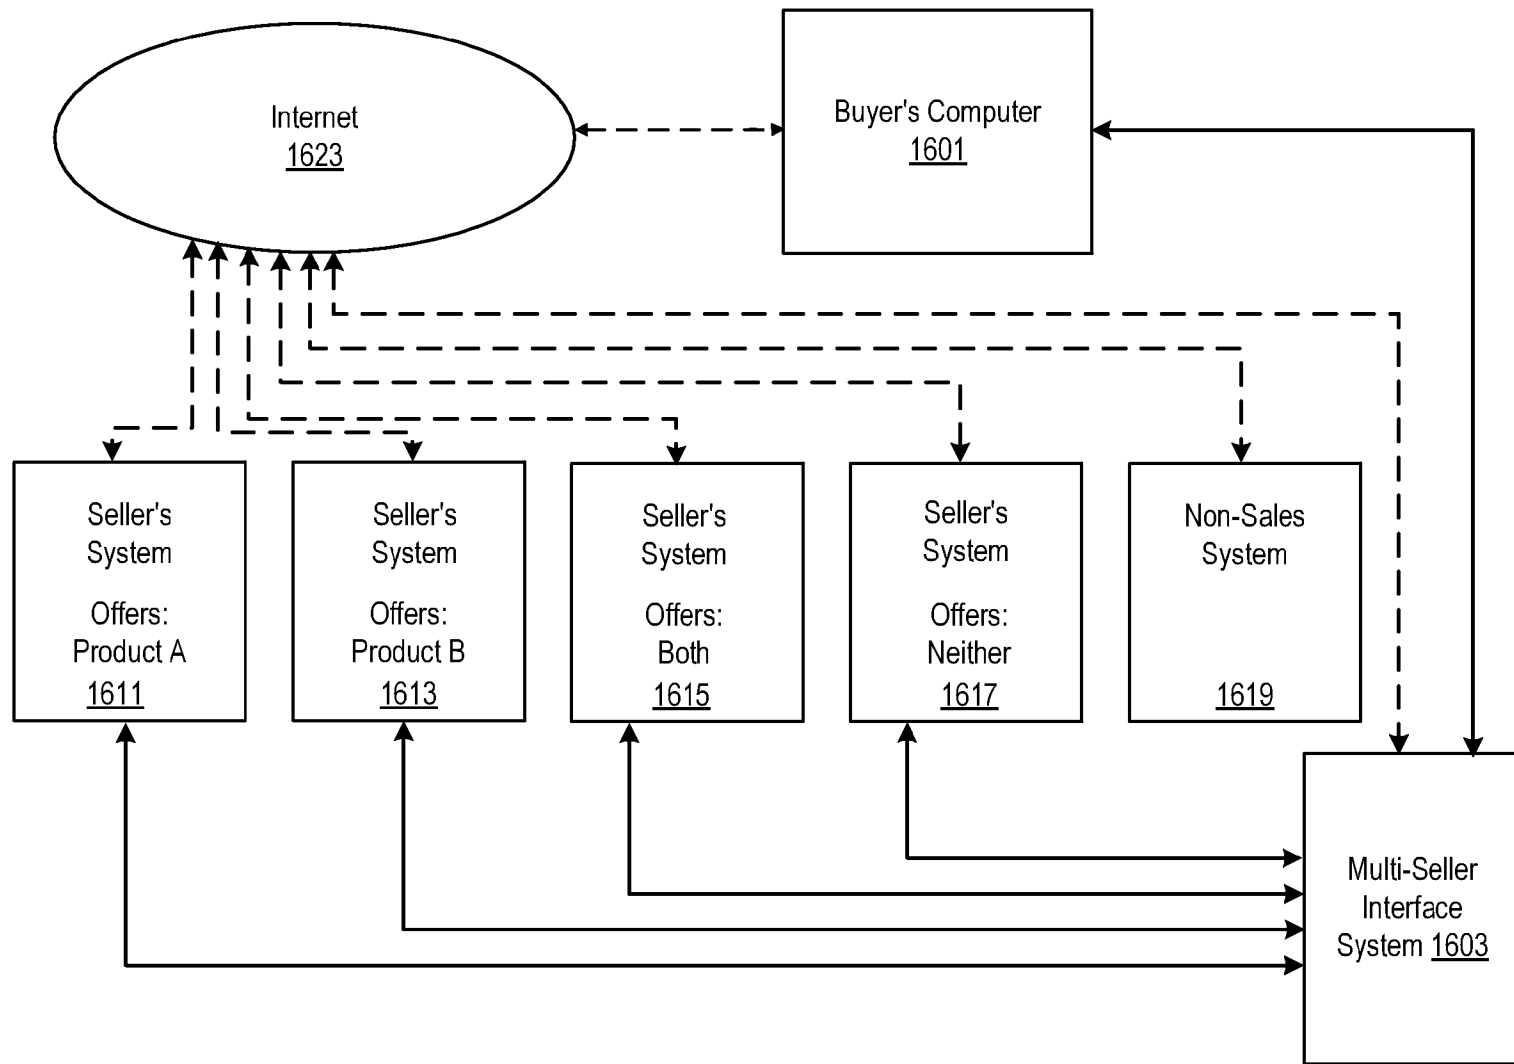 Internet
1623
Buyer's Computer
1601
Seller's
System
Offers:
Product A
1611
Seller's
System
Offers:
Product B
1613
Seller's
System
Offers:
Both
1615
Seller's
System
Offers:
Neither
1617
Non-Sales
System
1619
Multi-Seller
Interface
System 1603